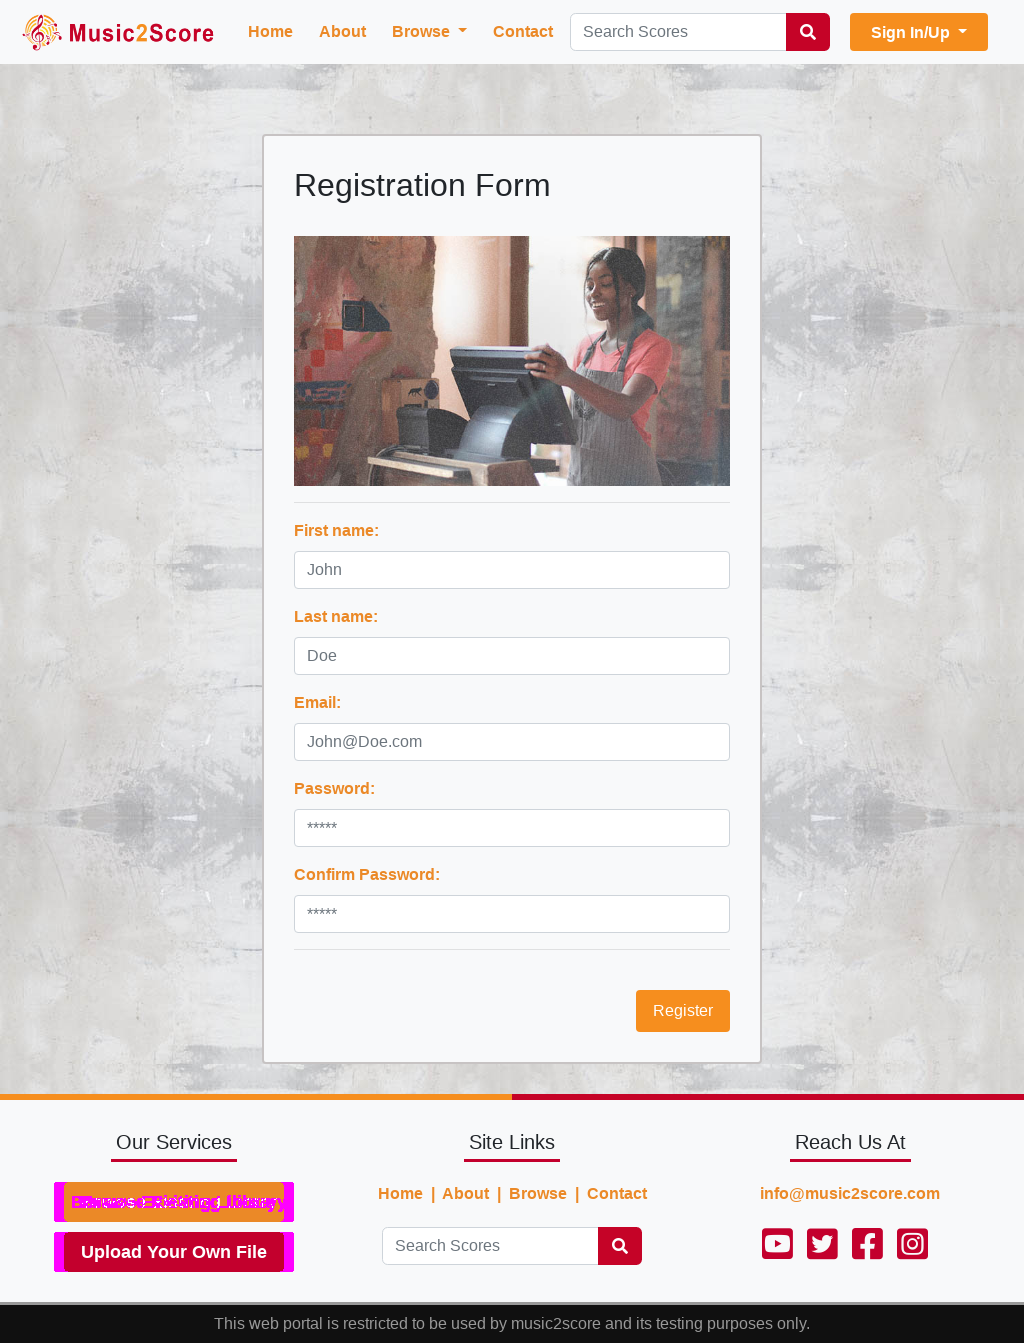 Music2Score Home About Browse Contact Search Scores Sign In/Up
Registration Form
First name:
John
Last name:
Doe
Email:
John@Doe.com
Password:
*****
Confirm Password:
*****
Register
Our Services Site Links Reach Us At
Home | About | Browse | Contact info@music2score.com
Search Scores
Upload Your Own File
This web portal is restricted to be used by music2score and its testing purposes only.